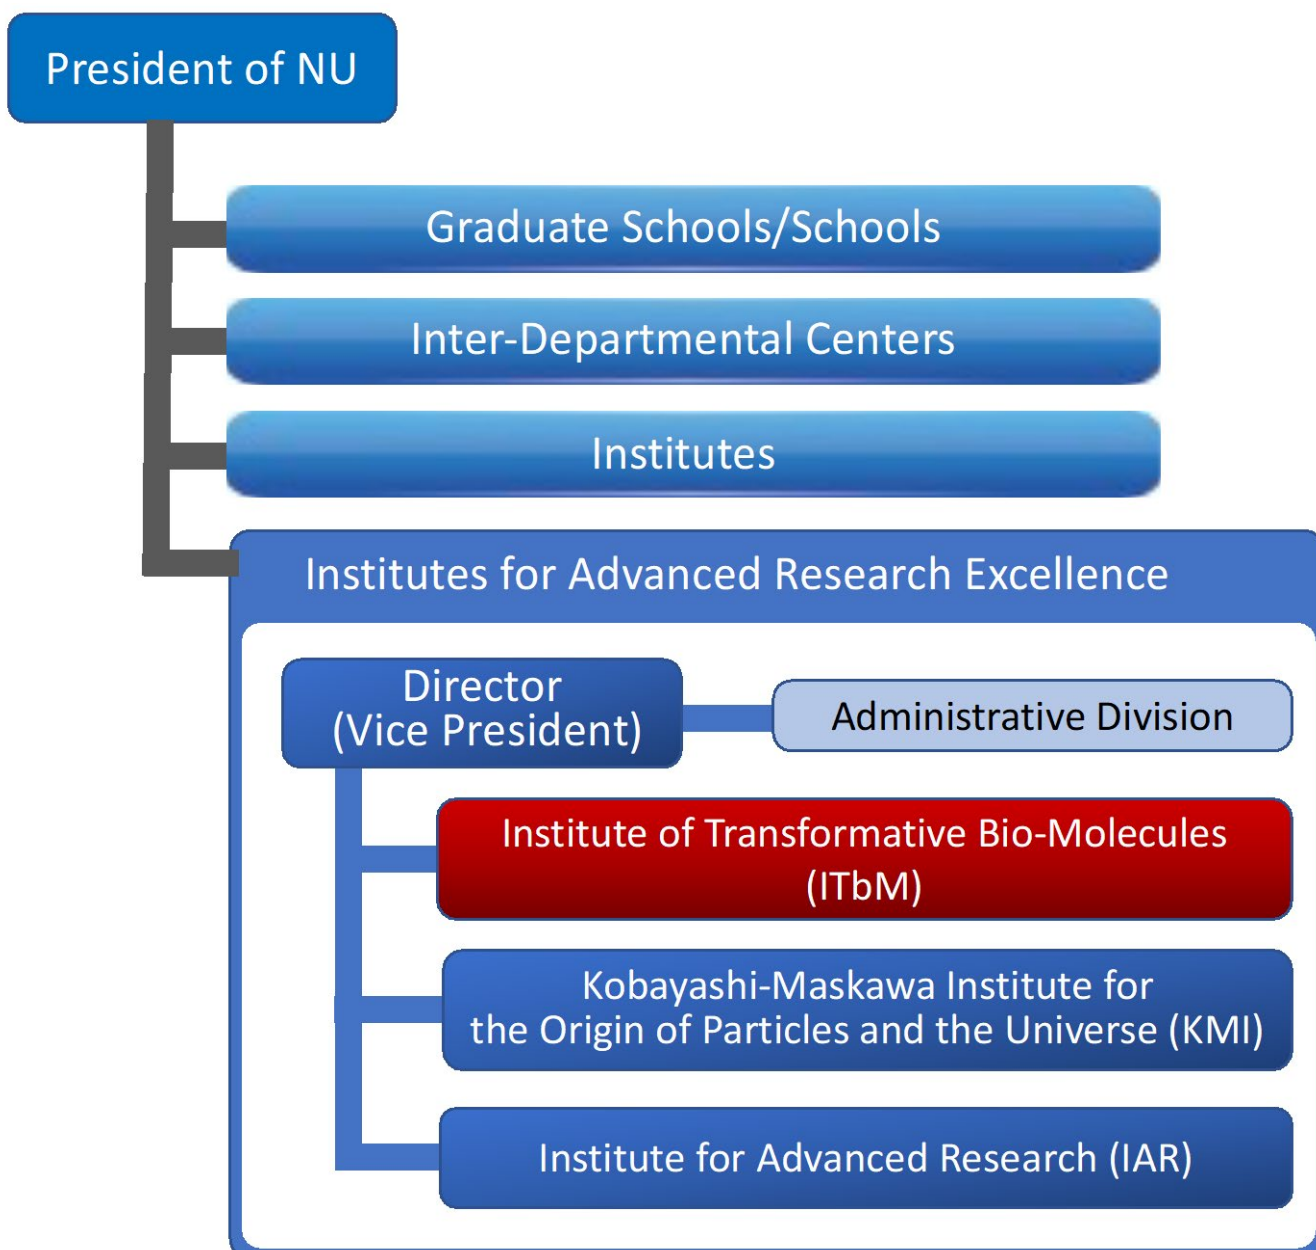 President of NU
Graduate Schools/Schools
Inter-Departmental Centers
Institutes
Institutes for Advanced Research Excellence
Director
(Vice President)
Administrative Division
Institute of Transformative Bio-Molecules
(ITbM)
Kobayashi-Maskawa Institute for
the Origin of Particles and the Universe (KMI)
Institute for Advanced Research (IAR)